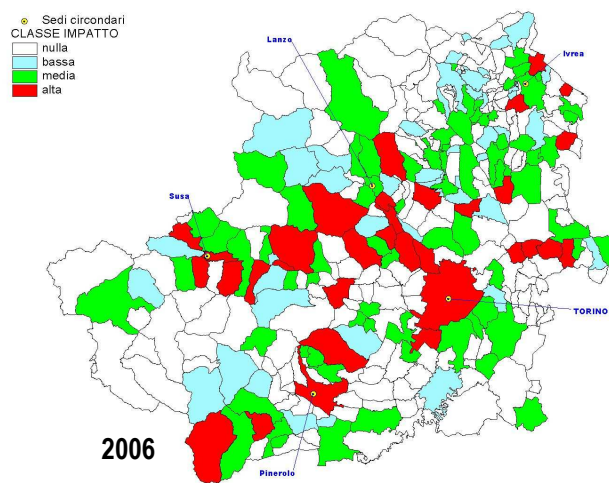 Sedi circondari
CLASSE IMPATTO
nulla
bassa
media
alta
Lanzo
Ivrea
Susa
TORINO
2006
Pinerolo